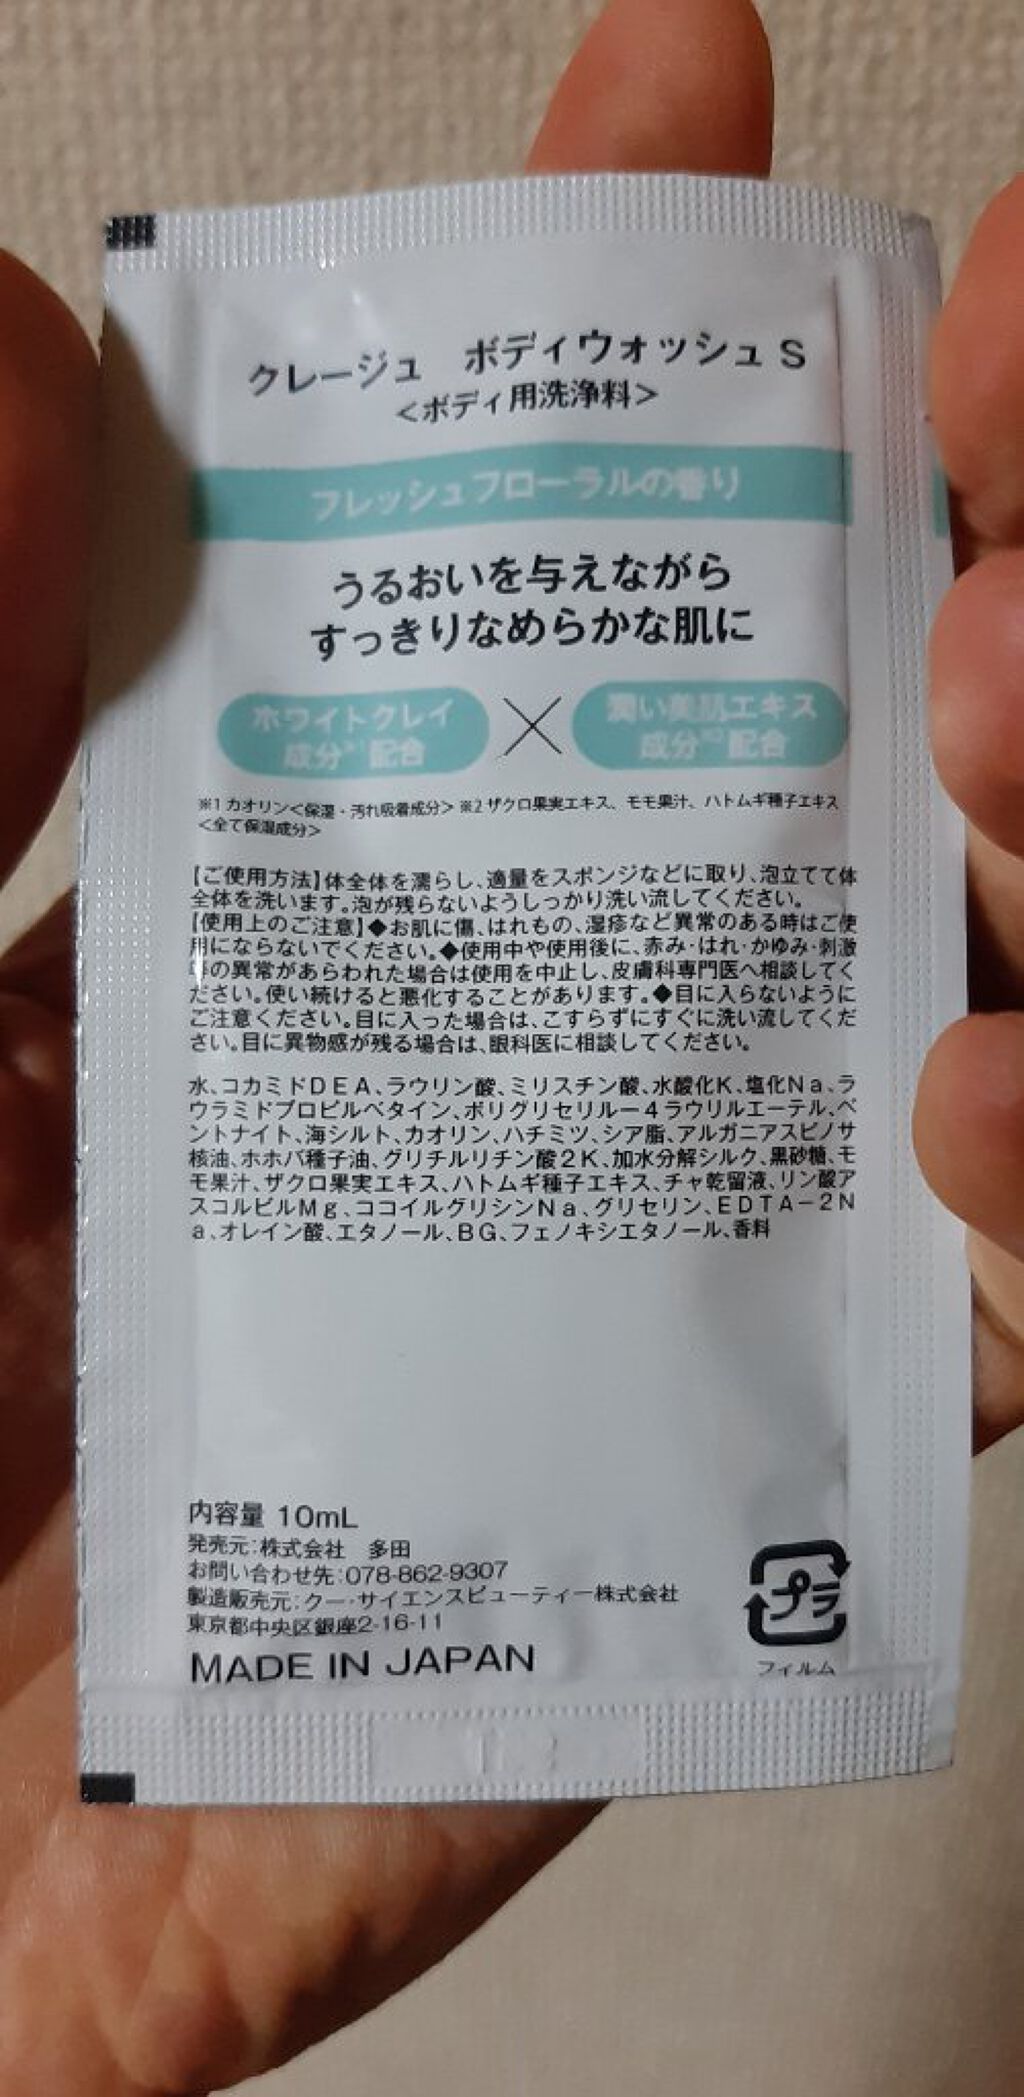 クレージュ　ボディウォッシュ S
＜ボディ用洗浄料＞
フレッシュフローラルの香り
うるおいを与えながら
すっきりなめらかな肌に
ホワイトクレイ
成分※1配合
×
潤い美肌エキス
成分※2配合
※1 カオリン＜保湿・汚れ吸着成分＞ ※2 ザクロ果実エキス、モモ果汁、ハトムギ種子エキス
＜全て保湿成分＞
【ご使用方法】体全体を濡らし、適量をスポンジなどに取り、泡立てて体
全体を洗います。泡が残らないようしっかり洗い流してください。
【使用上のご注意】◆お肌に傷、はれもの、湿疹など異常のある時はご使
用にならないでください。◆使用中や使用後に、赤み・はれ・かゆみ・刺激
等の異常があらわれた場合は使用を中止し、皮膚科専門医へ相談してく
ださい。使い続けると悪化することがあります。◆目に入らないように
ご注意ください。目に入った場合は、こすらずにすぐに洗い流してくだ
さい。目に異物感が残る場合は、眼科医に相談してください。
水、コカミドDEA、ラウリン酸、ミリスチン酸、水酸化K、塩化Na、ラ
ウラミドプロピルベタイン、ポリグリセリル－4ラウリルエーテル、ベ
ントナイト、海シルト、カオリン、ハチミツ、シア脂、アルガニアスピノサ
核油、ホホバ種子油、グリチルリチン酸2K、加水分解シルク、黒砂糖、モ
モ果汁、ザクロ果実エキス、ハトムギ種子エキス、チャ乾留液、リン酸ア
スコルビルMg、ココイルグリシンNa、グリセリン、EDTA－2N
a、オレイン酸、エタノール、BG、フェノキシエタノール、香料
内容量 10mL
発売元：株式会社　多田
お問い合わせ先：078-862-9307
製造販売元：クー・サイエンスビューティー株式会社
東京都中央区銀座2-16-11
MADE IN JAPAN
プラ
フィルム